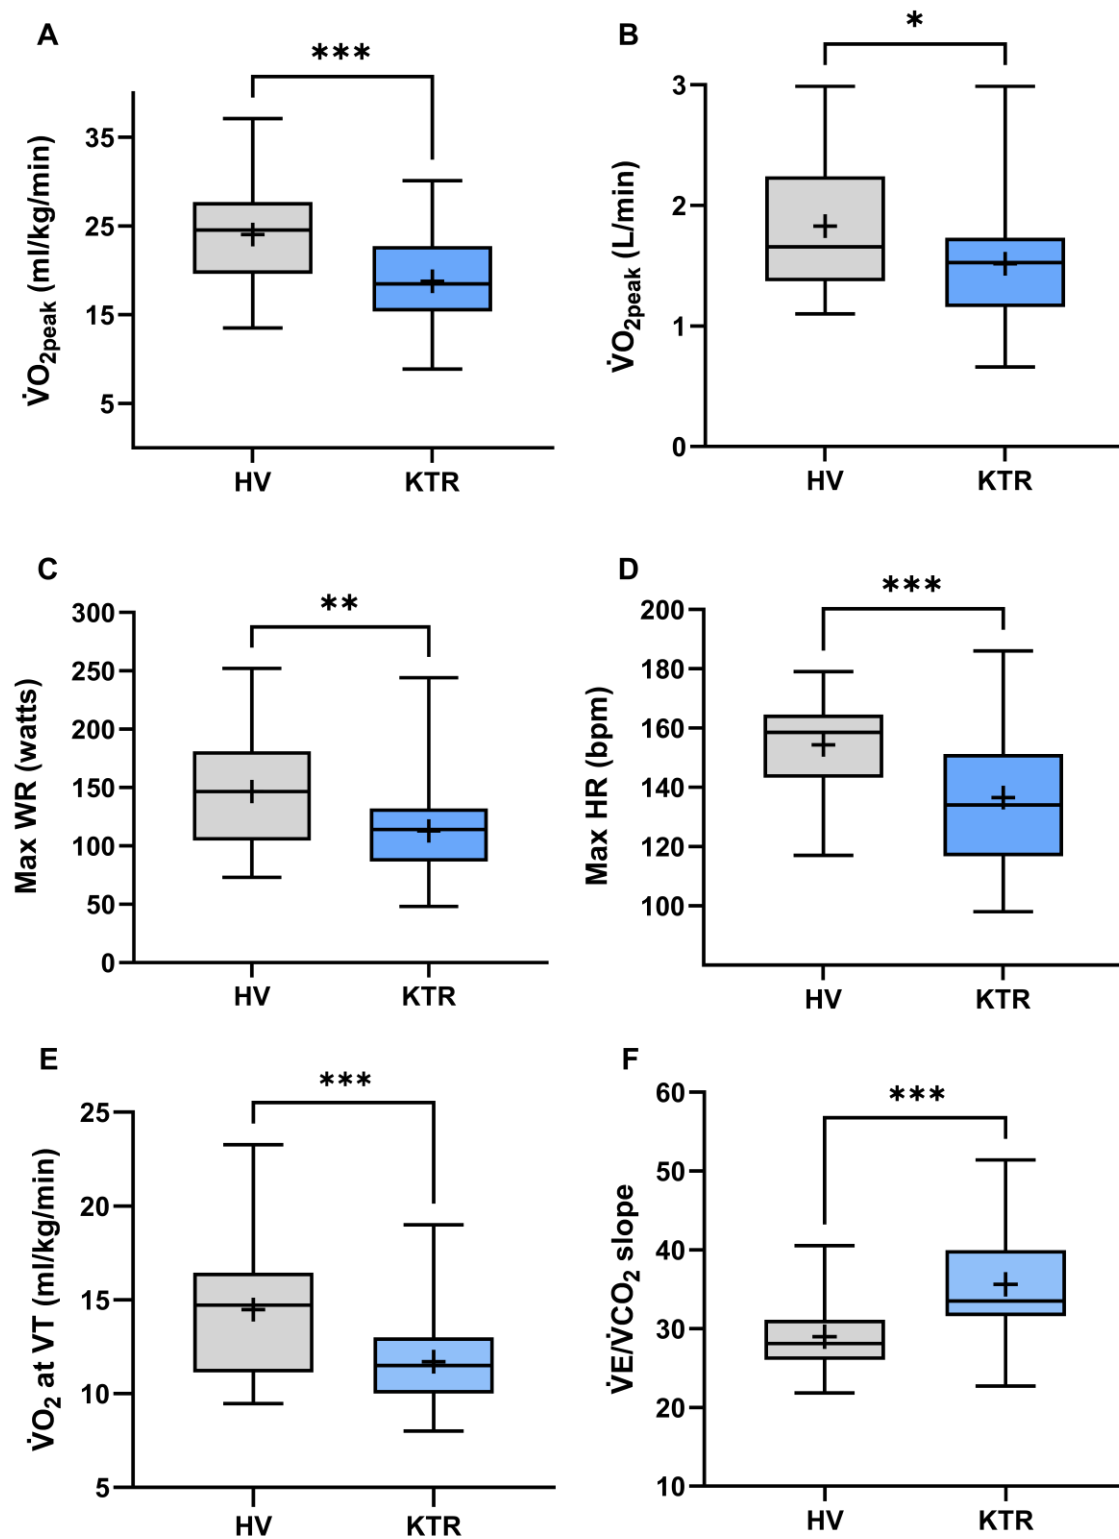 A
***
V̇O2peak (ml/kg/min)
35
25
15
5
HV
KTR
B
*
V̇O2peak (L/min)
3
2
1
0
HV
KTR
C
**
Max WR (watts)
300
250
200
150
100
50
0
HV
KTR
D
***
Max HR (bpm)
200
180
160
140
120
100
HV
KTR
E
***
V̇O2 at VT (ml/kg/min)
25
20
15
10
5
HV
KTR
F
***
V̇E/V̇CO2 slope
60
50
40
30
20
10
HV
KTR